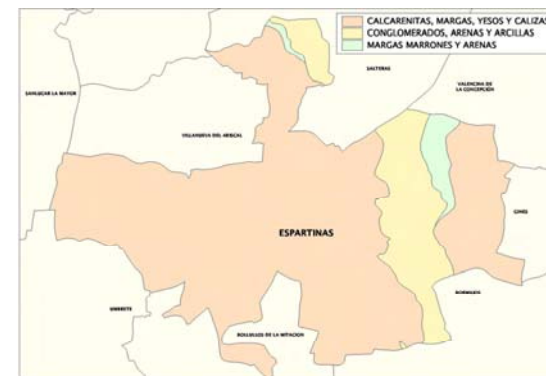 CALCARENITAS, MARGAS, YESOS Y CALIZAS
CONGLOMERADOS, ARENAS Y ARCILLAS
MARGAS MARRONES Y ARENAS
SALTERAS
VALENCINA DE
LA CONCEPCION
SANLUCAR LA MAYOR
VILLANUEVA DEL ARISCAL
GINES
ESPARTINAS
BORMUJOS
UMBRETE
BOLLULLOS DE LA MITACION